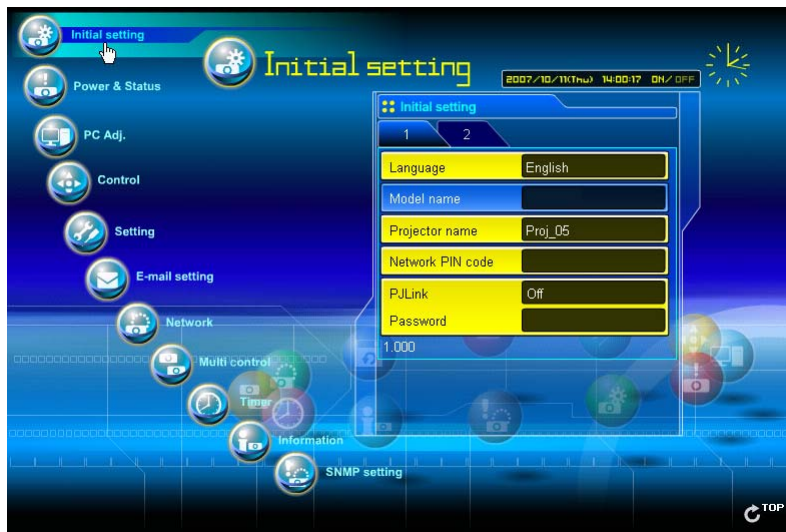 Initial setting
Power & Status
PC Adj.
Control
Setting
E-mail setting
Network
Multi control
Timer
Information
SNMP setting
Initial setting
2007/10/11(Thu) 14:00:17 ON/OFF
Initial setting
1 2
Language English
Model name
Projector name Proj_05
Network PIN code
PJLink Off
Password
1.000
TOP